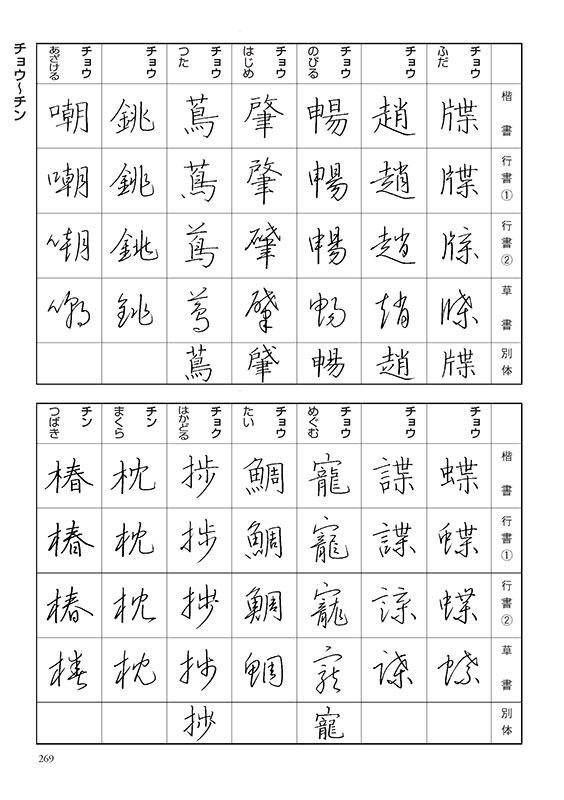 チョウ〜チン
楷書 行書① 行書② 草書 別体
チョウ
ふだ
牒 牒 牒 牒 牒
チョウ
趙 趙 趙 趙 趙
チョウ
のびる
暢 暢 暢 暢 暢
チョウ
はじめ
肇 肇 肇 肇 肇
チョウ
つた
蔦 蔦 蔦 蔦 蔦
チョウ
銚 銚 銚 銚
チョウ
あざける
嘲 嘲 嘲 嘲
楷書 行書① 行書② 草書 別体
チョウ
蝶 蝶 蝶 蝶
チョウ
諜 諜 諜 諜
チョウ
めぐむ
寵 寵 寵 寵 寵
チョウ
たい
鯛 鯛 鯛 鯛
チョク
はかどる
捗 捗 捗 捗 捗
チン
まくら
枕 枕 枕 枕
チン
つばき
椿 椿 椿 椿
269